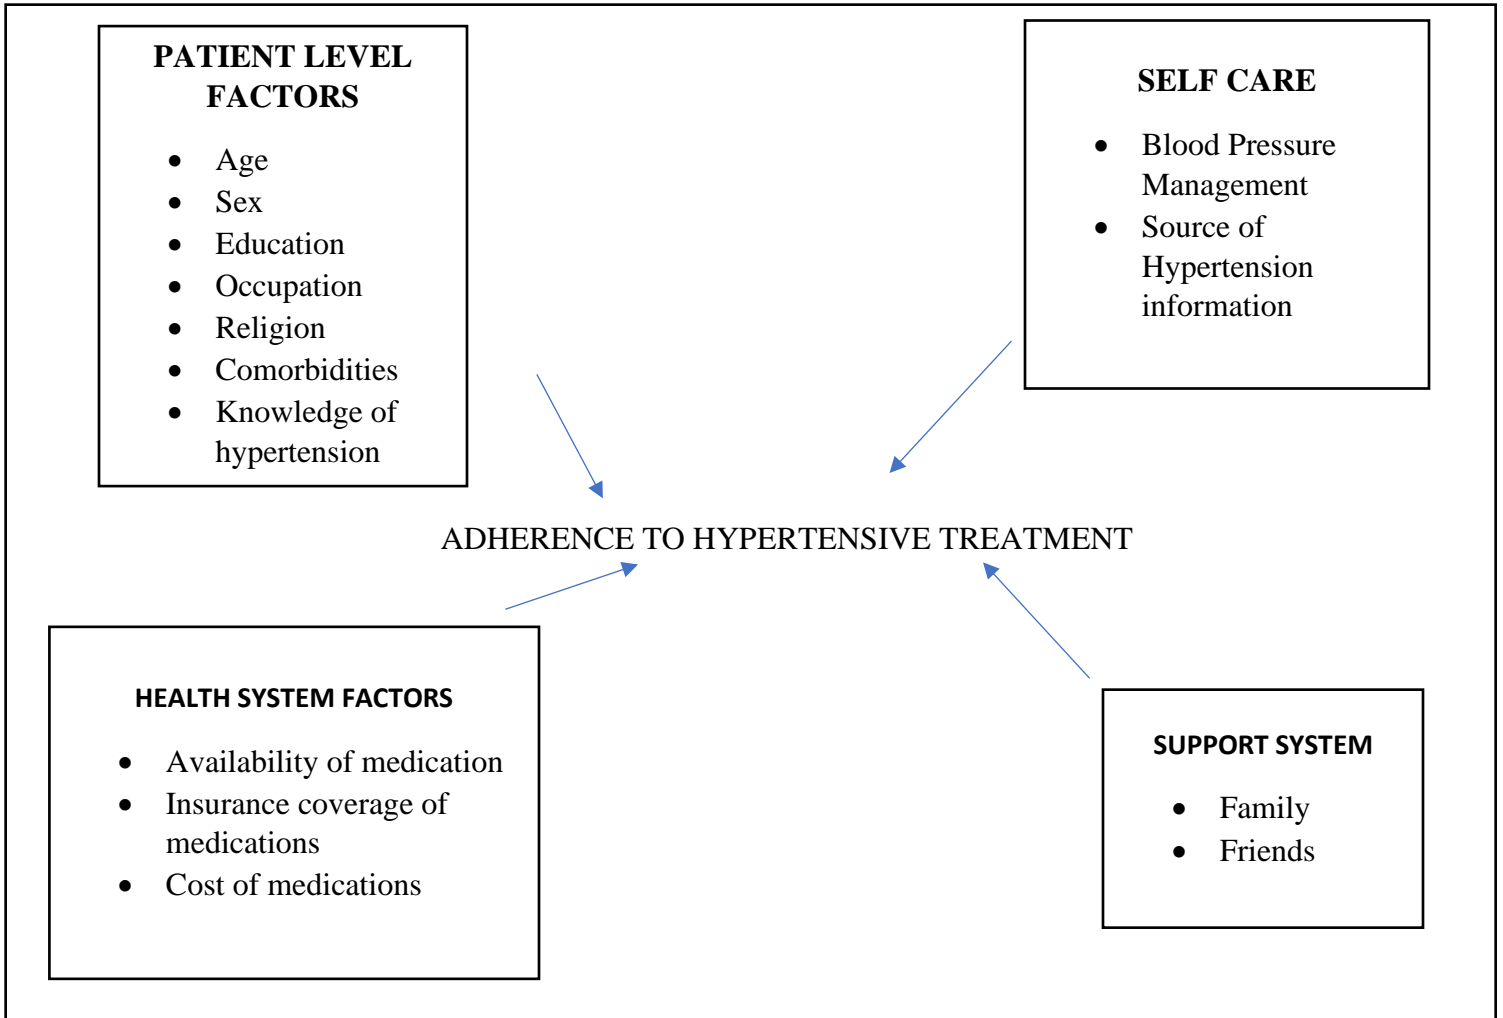 PATIENT LEVEL
FACTORS
• Age
• Sex
• Education
• Occupation
• Religion
• Comorbidities
• Knowledge of
hypertension
SELF CARE
• Blood Pressure
Management
• Source of
Hypertension
information
ADHERENCE TO HYPERTENSIVE TREATMENT
HEALTH SYSTEM FACTORS
• Availability of medication
• Insurance coverage of
medications
• Cost of medications
SUPPORT SYSTEM
• Family
• Friends